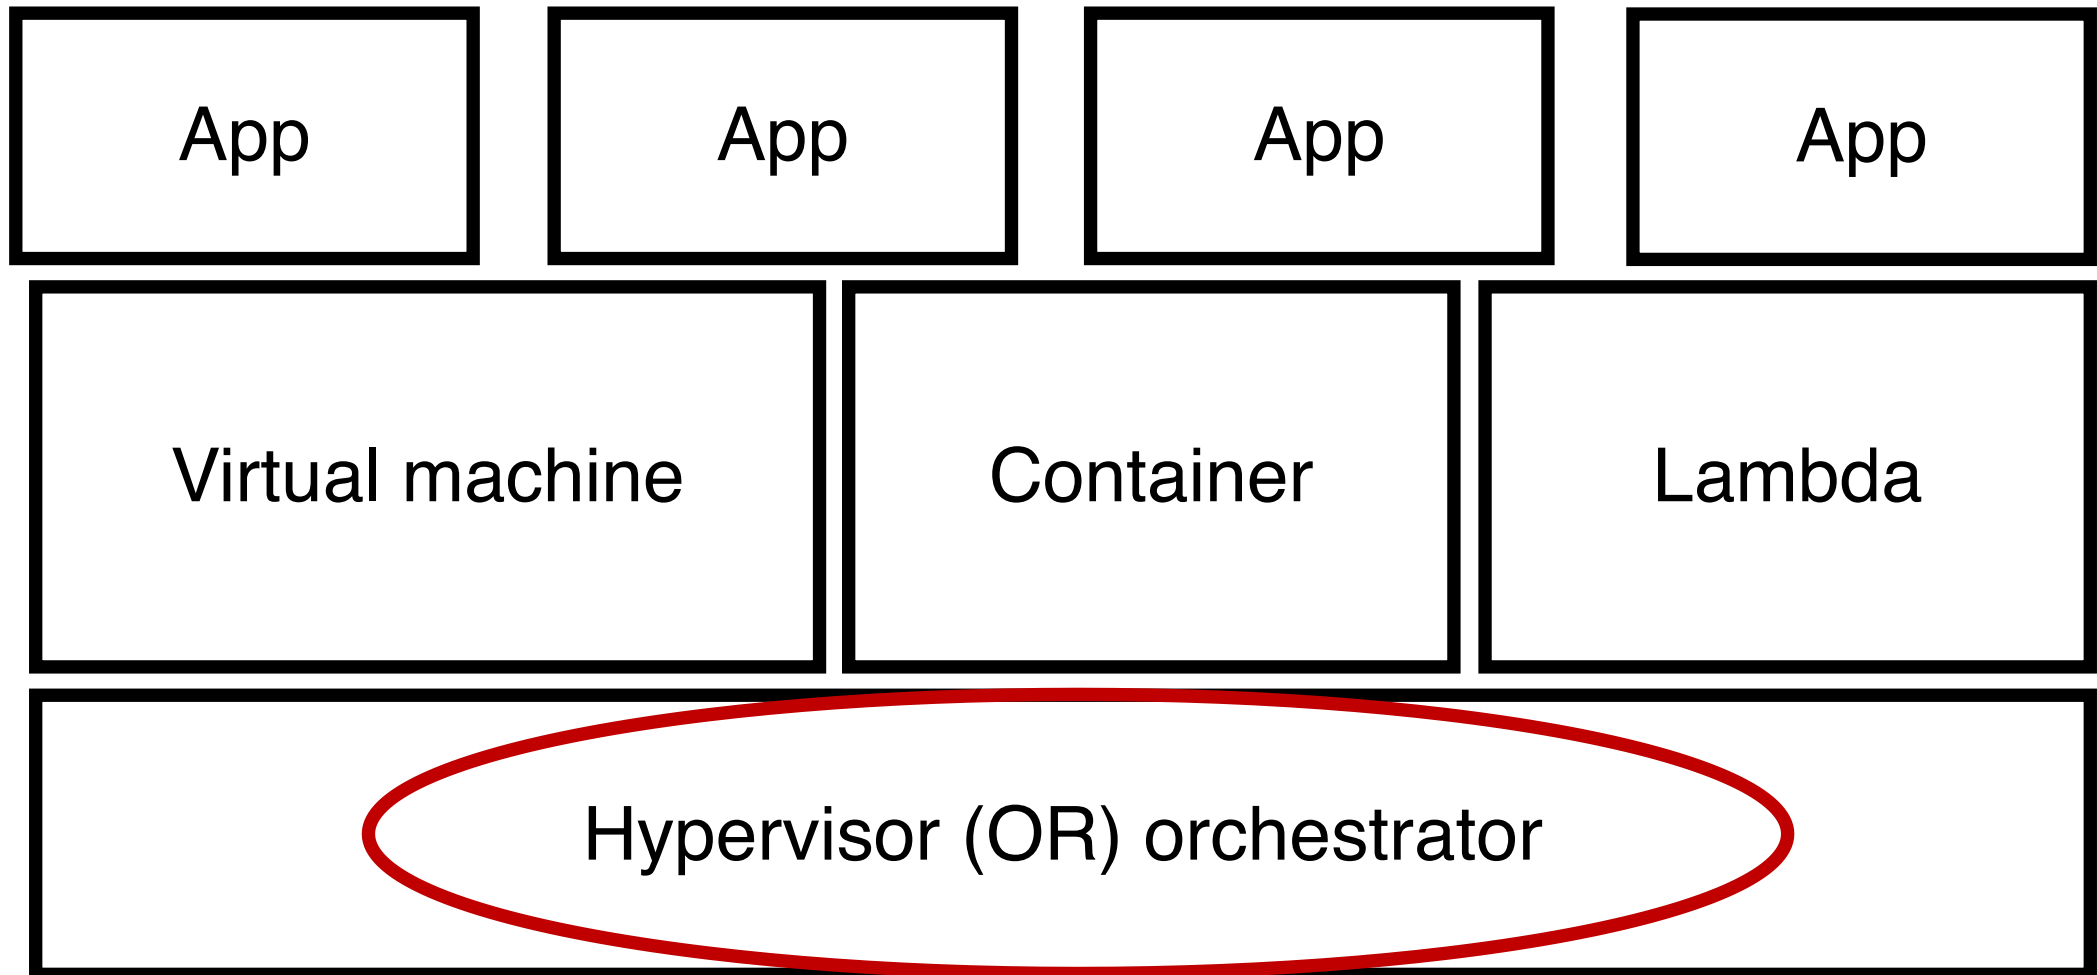 App
App
App
App
Virtual machine
Container
Lambda
Hypervisor (OR) orchestrator